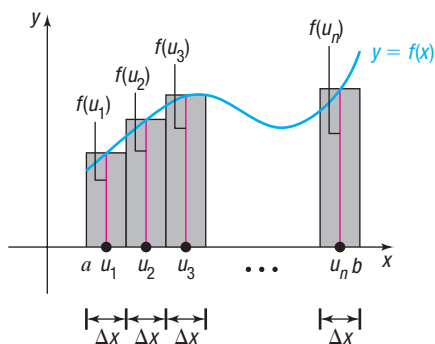 y
f(u₃)
f(uₙ)
f(u₂)
y = f(x)
f(u₁)
a u₁ u₂ u₃ ... uₙ b x
Δx Δx Δx Δx